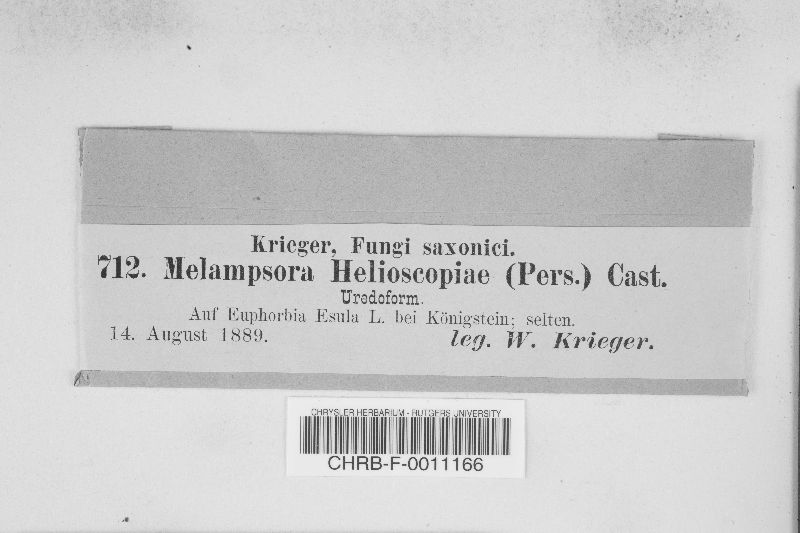 Krieger, Fungi saxonici.
712. Melampsora Helioscopiae (Pers.) Cast.
Uredoform.
Auf Euphorbia Esula L. bei Königstein; selten.
14. August 1889. leg. W. Krieger.
CHRYSLER HERBARIUM - RUTGERS UNIVERSITY
CHRB-F-0011166